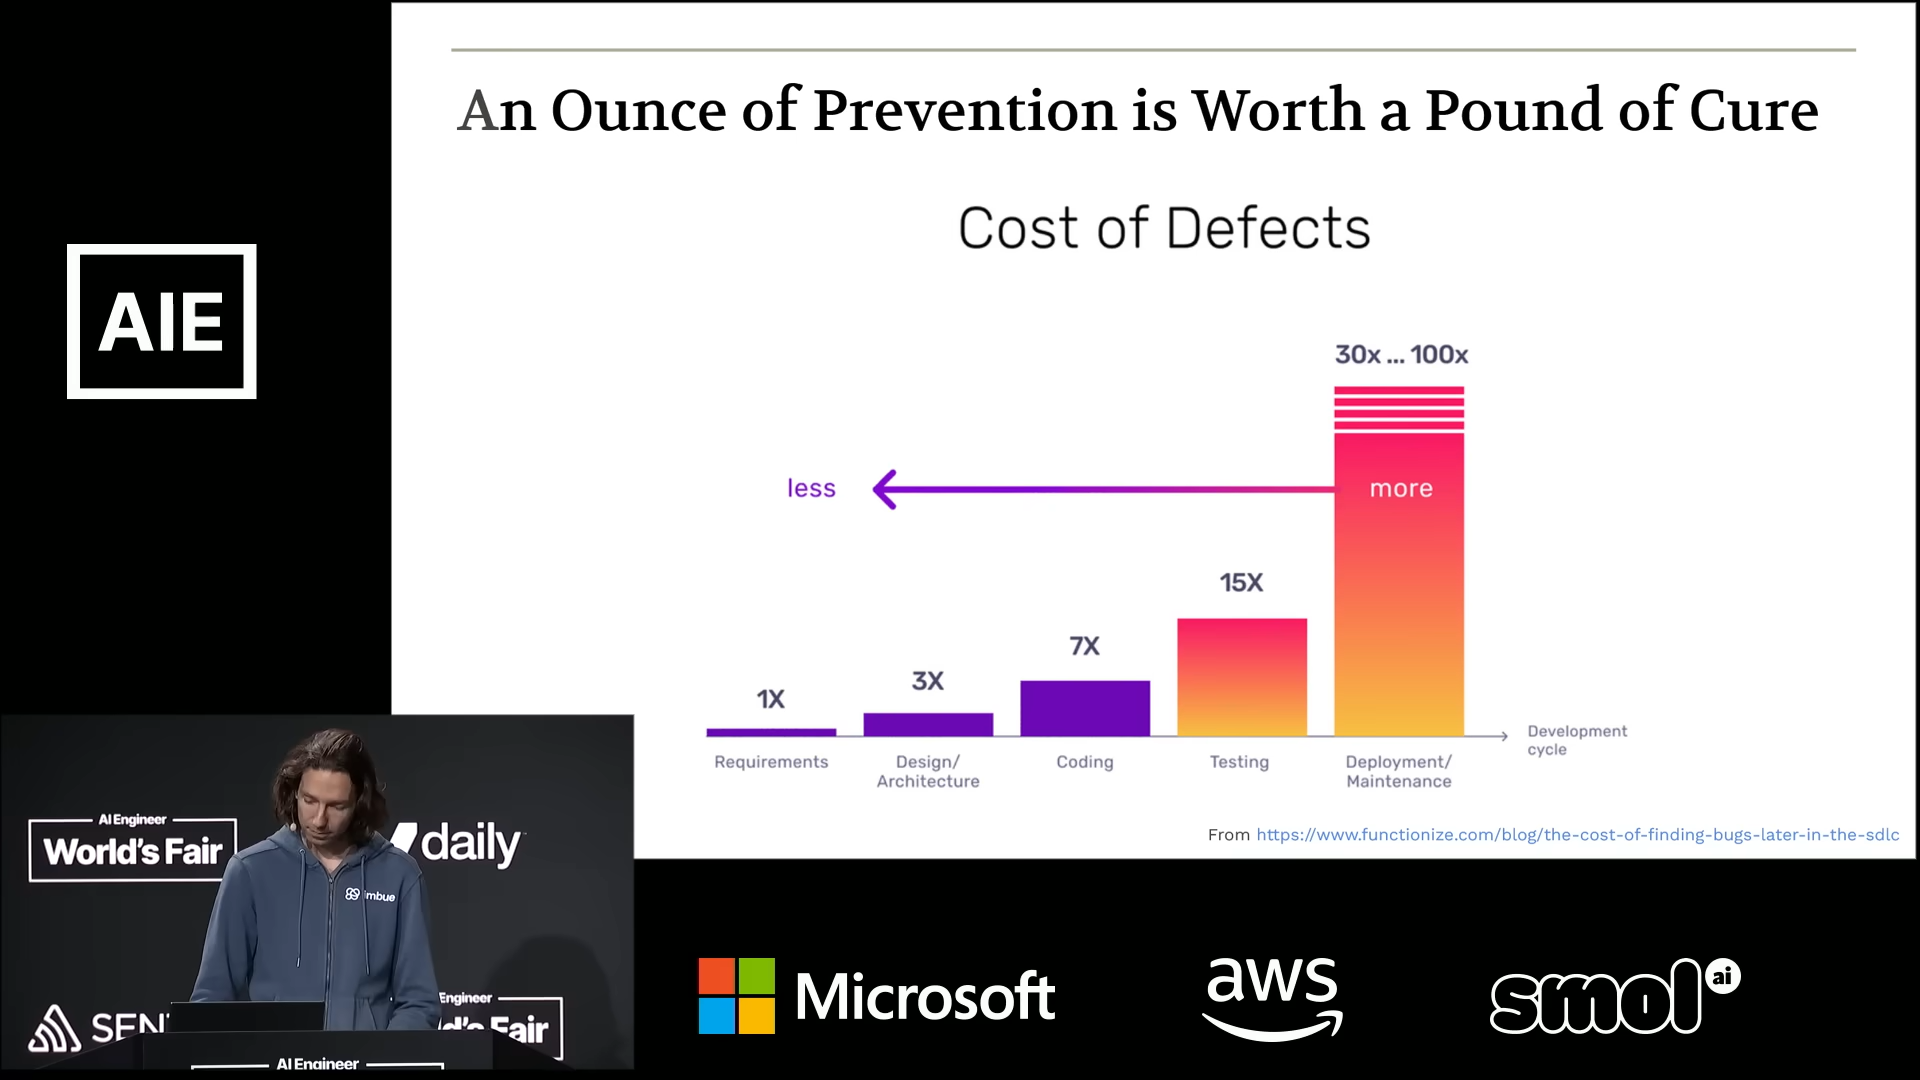 An Ounce of Prevention is Worth a Pound of Cure
Cost of Defects
AIE
30x ... 100x
less
more
15X
7X
3X
1X
Requirements
Design/
Architecture
Coding
Testing
Deployment/
Maintenance
Development
cycle
From https://www.functionize.com/blog/the-cost-of-finding-bugs-later-in-the-sdlc
AI Engineer
World's Fair
daily
imbue
SENT
Engineer
d's Fair
AI Engineer
Microsoft
aws
smol ai